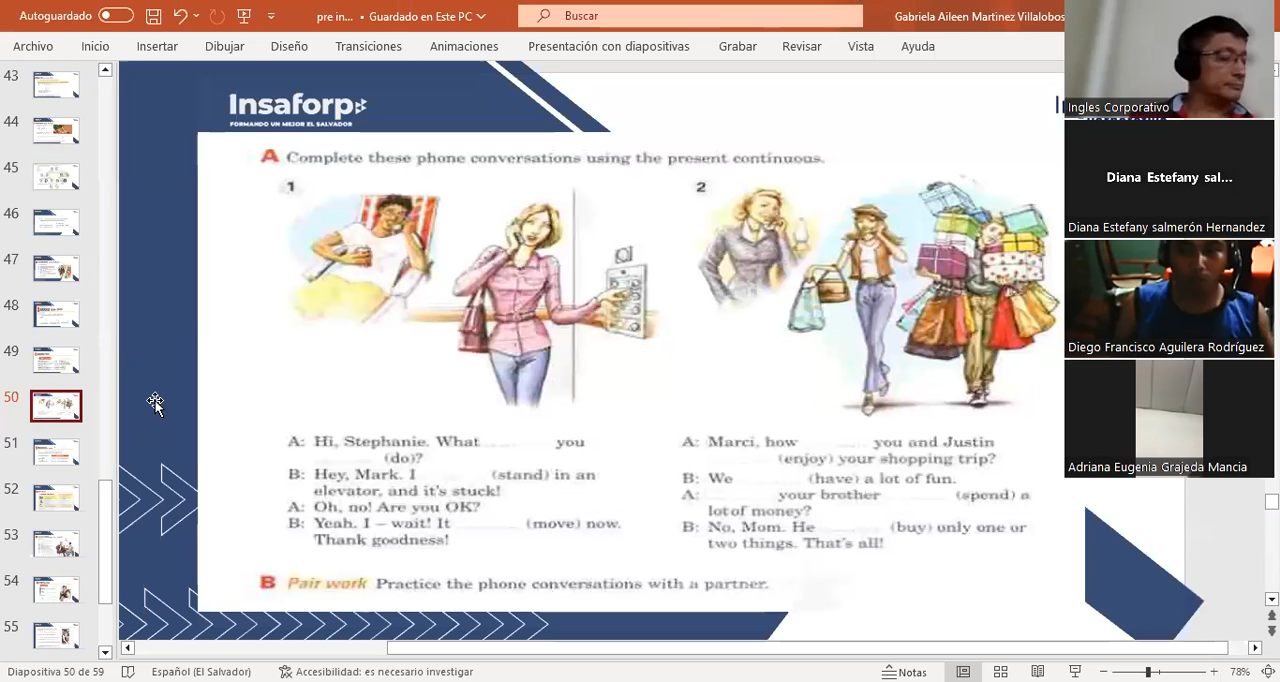 Autoguardado
pre in... • Guardado en Este PC
Buscar
Gabriela Aileen Martinez Villalobos
Archivo Inicio Insertar Dibujar Diseño Transiciones Animaciones Presentación con diapositivas Grabar Revisar Vista Ayuda
43
44
45
46
47
48
49
50
51
52
53
54
55
Insaforp
FORMANDO UN MEJOR EL SALVADOR
A Complete these phone conversations using the present continuous.
1
2
A: Hi, Stephanie. What you
(do)?
B: Hey, Mark. I (stand) in an
elevator, and it's stuck!
A: Oh, no! Are you OK?
B: Yeah. I – wait! It (move) now.
Thank goodness!
A: Marci, how you and Justin
(enjoy) your shopping trip?
B: We (have) a lot of fun.
A: your brother (spend) a
lot of money?
B: No, Mom. He (buy) only one or
two things. That's all!
B Pair work Practice the phone conversations with a partner.
Ingles Corporativo
Diana Estefany sal...
Diana Estefany salmerón Hernandez
Diego Francisco Aguilera Rodríguez
Adriana Eugenia Grajeda Mancia
Diapositiva 50 de 59
Español (El Salvador)
Accesibilidad: es necesario investigar
Notas
78%